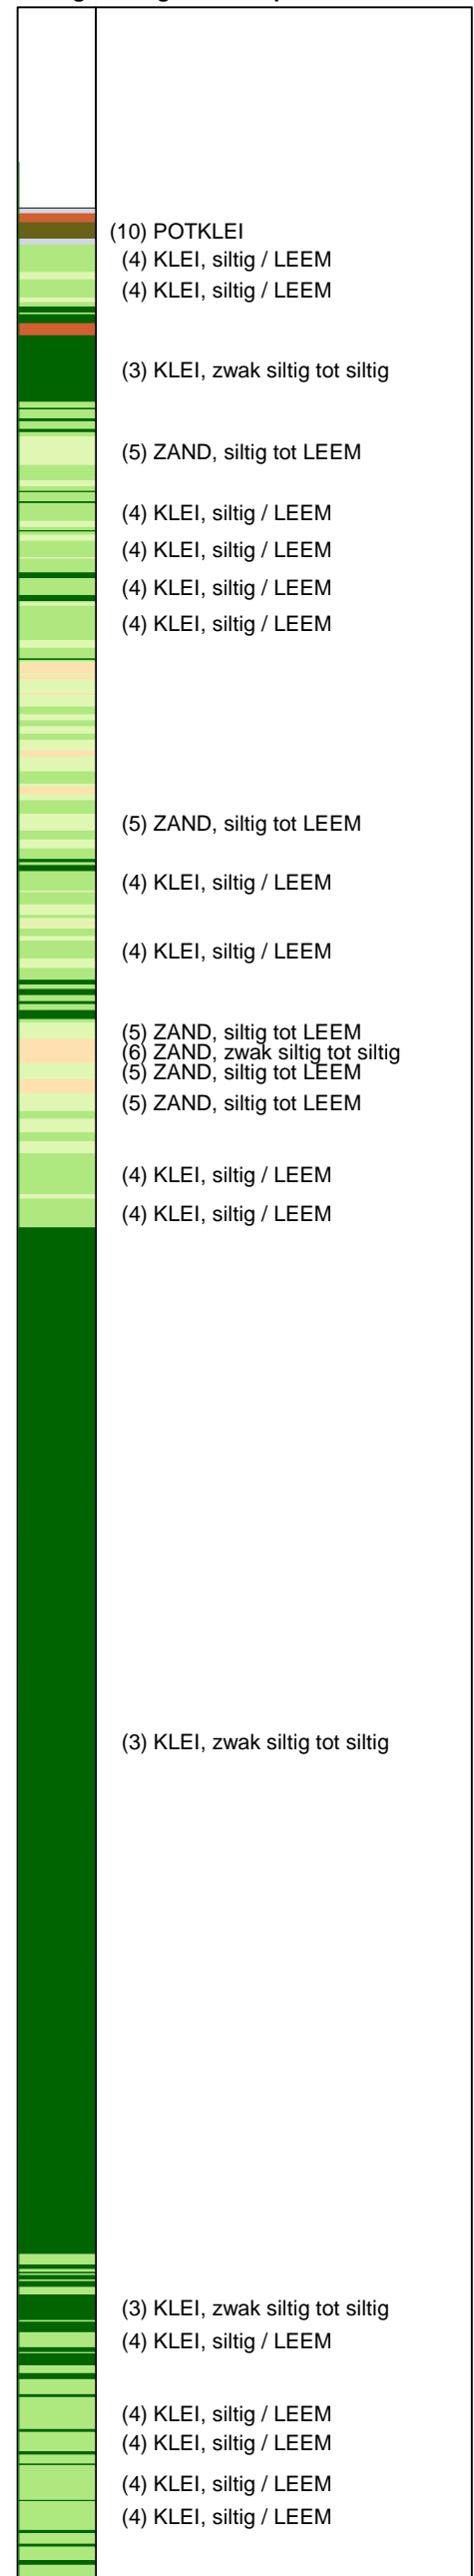 (10) POTKLEI
(4) KLEI, siltig / LEEM
(4) KLEI, siltig / LEEM
(3) KLEI, zwak siltig tot siltig
(5) ZAND, siltig tot LEEM
(4) KLEI, siltig / LEEM
(4) KLEI, siltig / LEEM
(4) KLEI, siltig / LEEM
(4) KLEI, siltig / LEEM
(5) ZAND, siltig tot LEEM
(4) KLEI, siltig / LEEM
(4) KLEI, siltig / LEEM
(5) ZAND, siltig tot LEEM
(6) ZAND, zwak siltig tot siltig
(5) ZAND, siltig tot LEEM
(5) ZAND, siltig tot LEEM
(4) KLEI, siltig / LEEM
(4) KLEI, siltig / LEEM
(3) KLEI, zwak siltig tot siltig
(3) KLEI, zwak siltig tot siltig
(4) KLEI, siltig / LEEM
(4) KLEI, siltig / LEEM
(4) KLEI, siltig / LEEM
(4) KLEI, siltig / LEEM
(4) KLEI, siltig / LEEM